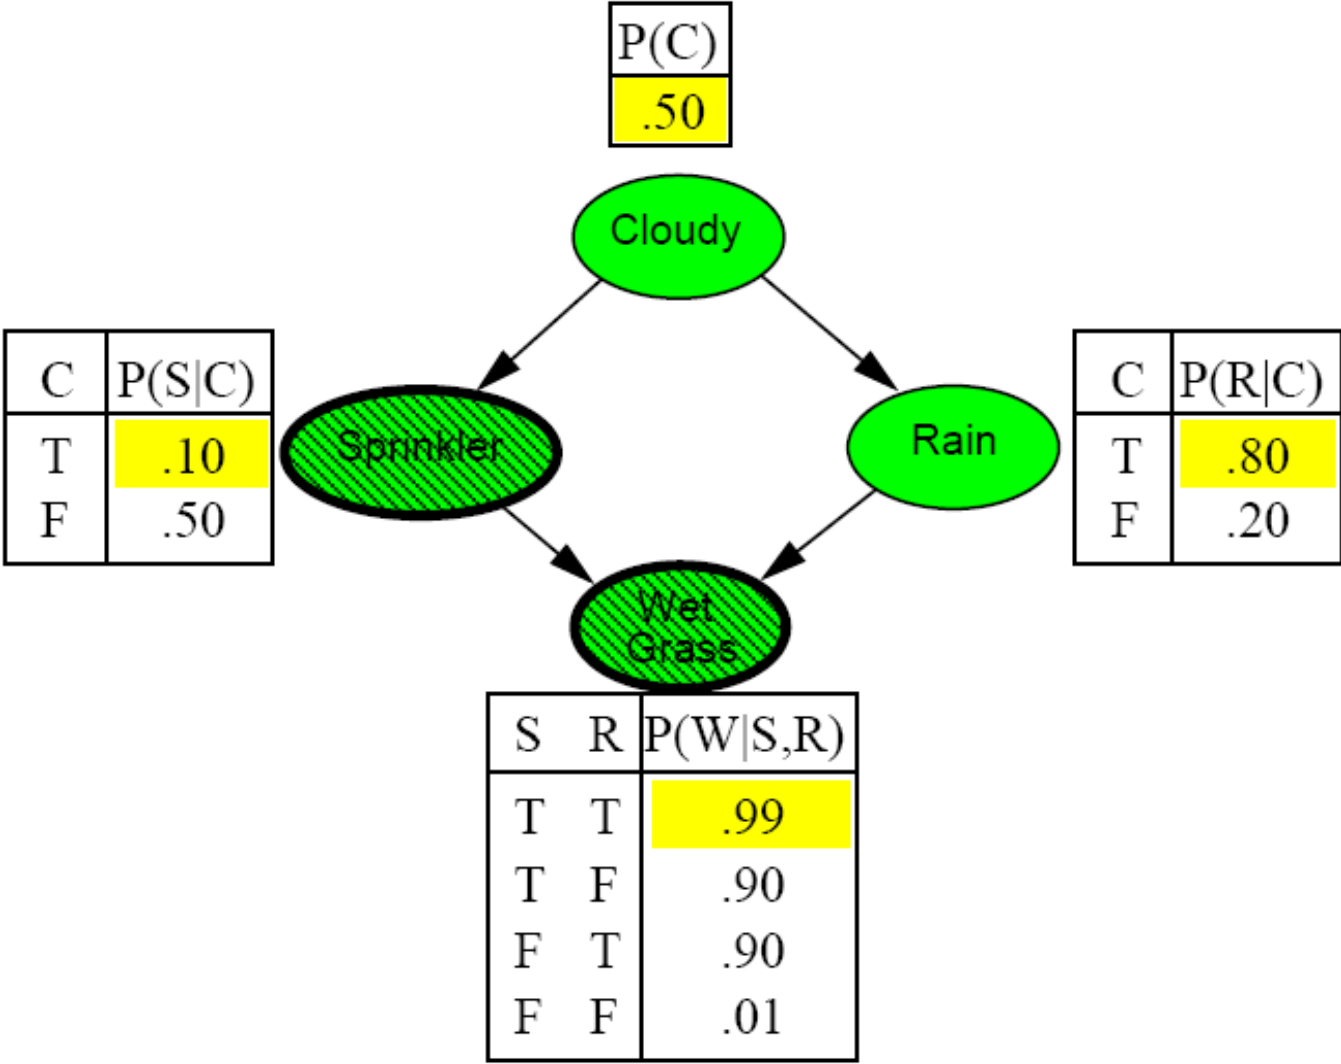 P(C)
.50
Cloudy
C P(S|C)
T .10
F .50
Sprinkler
Rain
C P(R|C)
T .80
F .20
Wet
Grass
S R P(W|S,R)
T T .99
T F .90
F T .90
F F .01